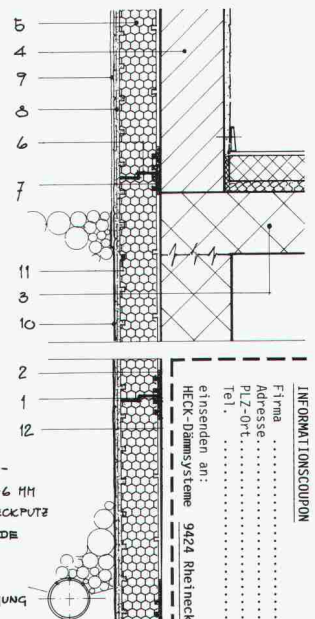 5
4
9
8
6
7
11
3
10
2
1
12
-
6 MM
CKPUTZ
DE
UNG
INFORMATIONSCOUPON
Firma
Adresse
PLZ-Ort
Tel.
einsenden an:
HECK-Dämmsysteme 9424 Rheineck